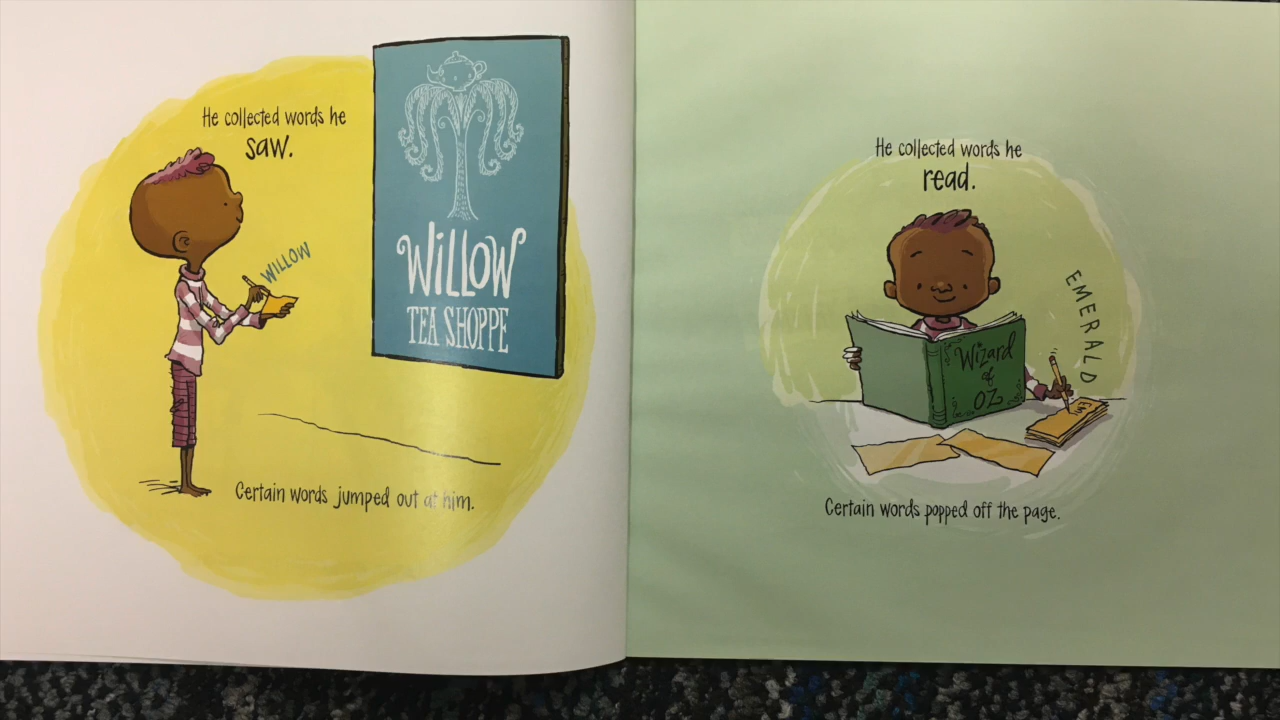 He collected words he
saw.
WILLOW
WILLOW
TEA SHOPPE
Certain words jumped out at him.
He collected words he
read.
EMERALD
Wizard
of
OZ
Em
Certain words popped off the page.